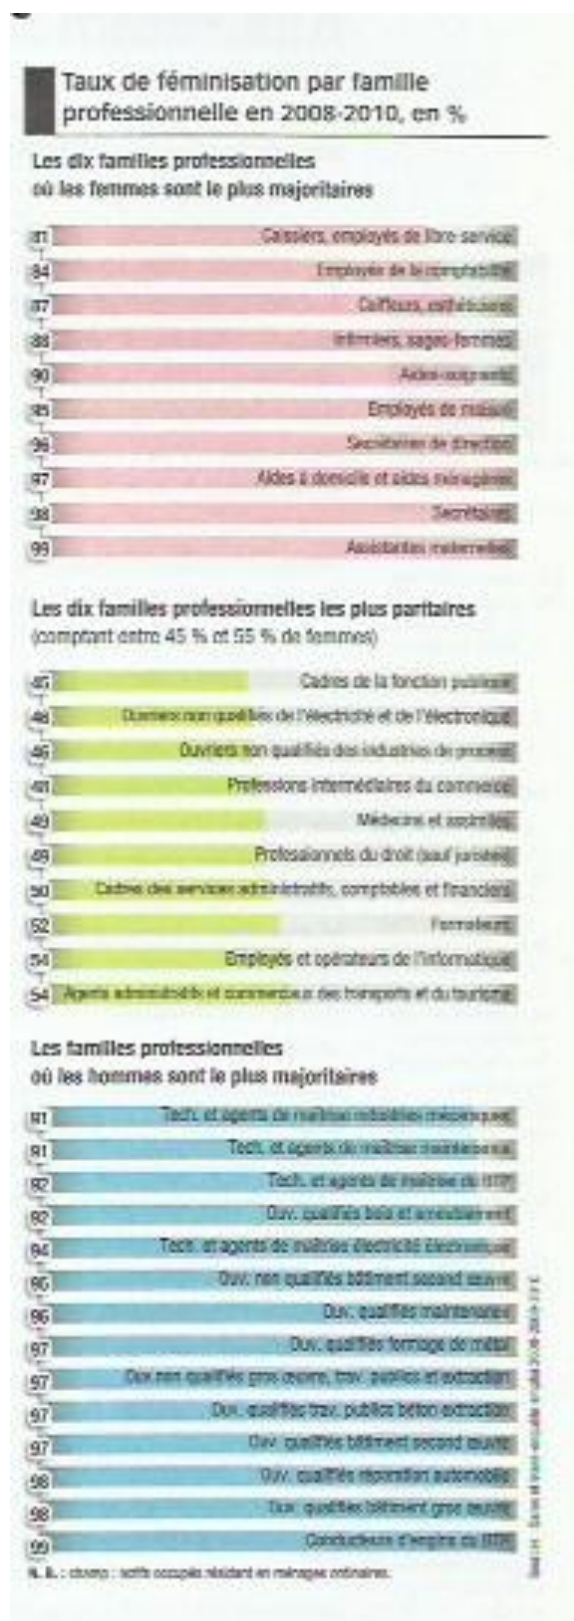 Taux de féminisation par famille
professionnelle en 2008-2010, en %
Les dix familles professionnelles
où les femmes sont le plus majoritaires
81 Caissiers, employés de libre-service
84 Employés de la comptabilité
87 Coiffeurs, esthéticiens
88 Infirmiers, sages-femmes
90 Aides-soignants
95 Employés de maison
96 Secrétaires de direction
97 Aides à domicile et aides ménagères
98 Secrétaires
99 Assistantes maternelles
Les dix familles professionnelles les plus paritaires
(comptant entre 45 % et 55 % de femmes)
45 Cadres de la fonction publique
Ouvriers non qualifiés de l'électricité et de l'électronique
46 Ouvriers non qualifiés des industries de process
48 Professions intermédiaires du commerce
49 Médecins et assimilés
49 Professionnels du droit (sauf juristes)
50 Cadres des services administratifs, comptables et financiers
52 Formateurs
54 Employés et opérateurs de l'informatique
54 Agents administratifs et commerciaux des transports et du tourisme
Les familles professionnelles
où les hommes sont le plus majoritaires
91 Tech. et agents de maîtrise industries mécaniques
91 Tech. et agents de maîtrise maintenance
92 Tech. et agents de maîtrise du BTP
92 Ouv. qualifiés bois et ameublement
94 Tech. et agents de maîtrise électricité électronique
95 Ouv. non qualifiés bâtiment second œuvre
96 Ouv. qualifiés maintenance
97 Ouv. qualifiés formage de métal
97 Ouv. non qualifiés gros œuvre, trav. publics et extraction
97 Ouv. qualifiés trav. publics béton extraction
97 Ouv. qualifiés bâtiment second œuvre
98 Ouv. qualifiés réparation automobile
98 Ouv. qualifiés bâtiment gros œuvre
99 Conducteurs d'engins du BTP
N. B. : champ : actifs occupés résidant en ménages ordinaires.